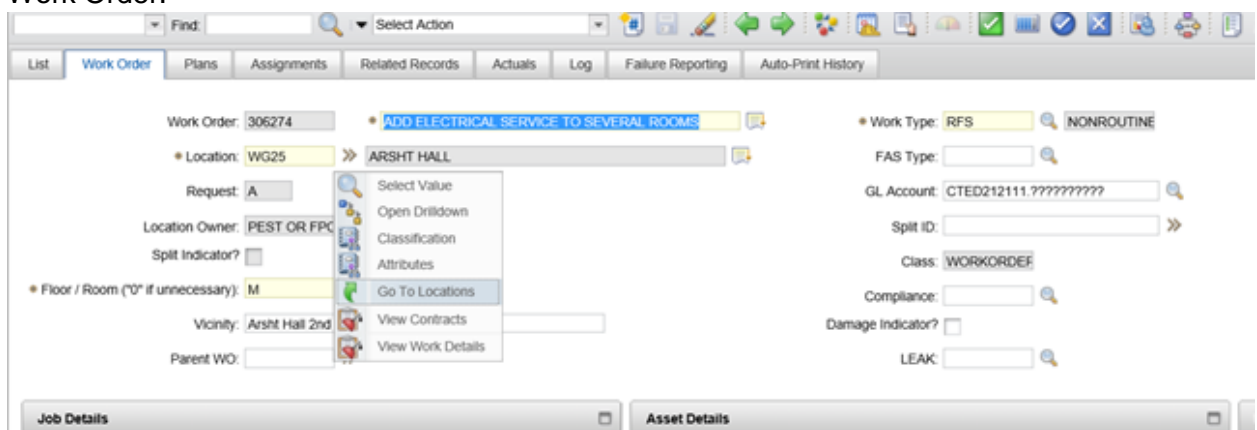 Work Order:
Find: Select Action
List Work Order Plans Assignments Related Records Actuals Log Failure Reporting Auto-Print History
Work Order: 306274 * ADD ELECTRICAL SERVICE TO SEVERAL ROOMS * Work Type: RFS NONROUTINE
* Location: WG25 ARSHT HALL FAS Type:
Request: A Select Value GL Account: CTED212111.??????????
Open Drilldown
Location Owner: PEST OR FPC Split ID:
Classification
Split Indicator? Attributes Class: WORKORDER
* Floor / Room ("0" if unnecessary): M Go To Locations Compliance:
Vicinity: Arsht Hall 2nd View Contracts Damage Indicator?
Parent WO: View Work Details LEAK:
Job Details Asset Details